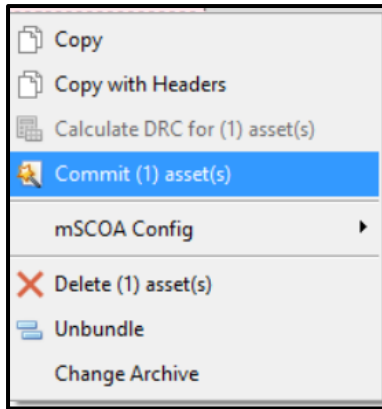 Copy
Copy with Headers
Calculate DRC for (1) asset(s)
Commit (1) asset(s)
mSCOA Config
Delete (1) asset(s)
Unbundle
Change Archive